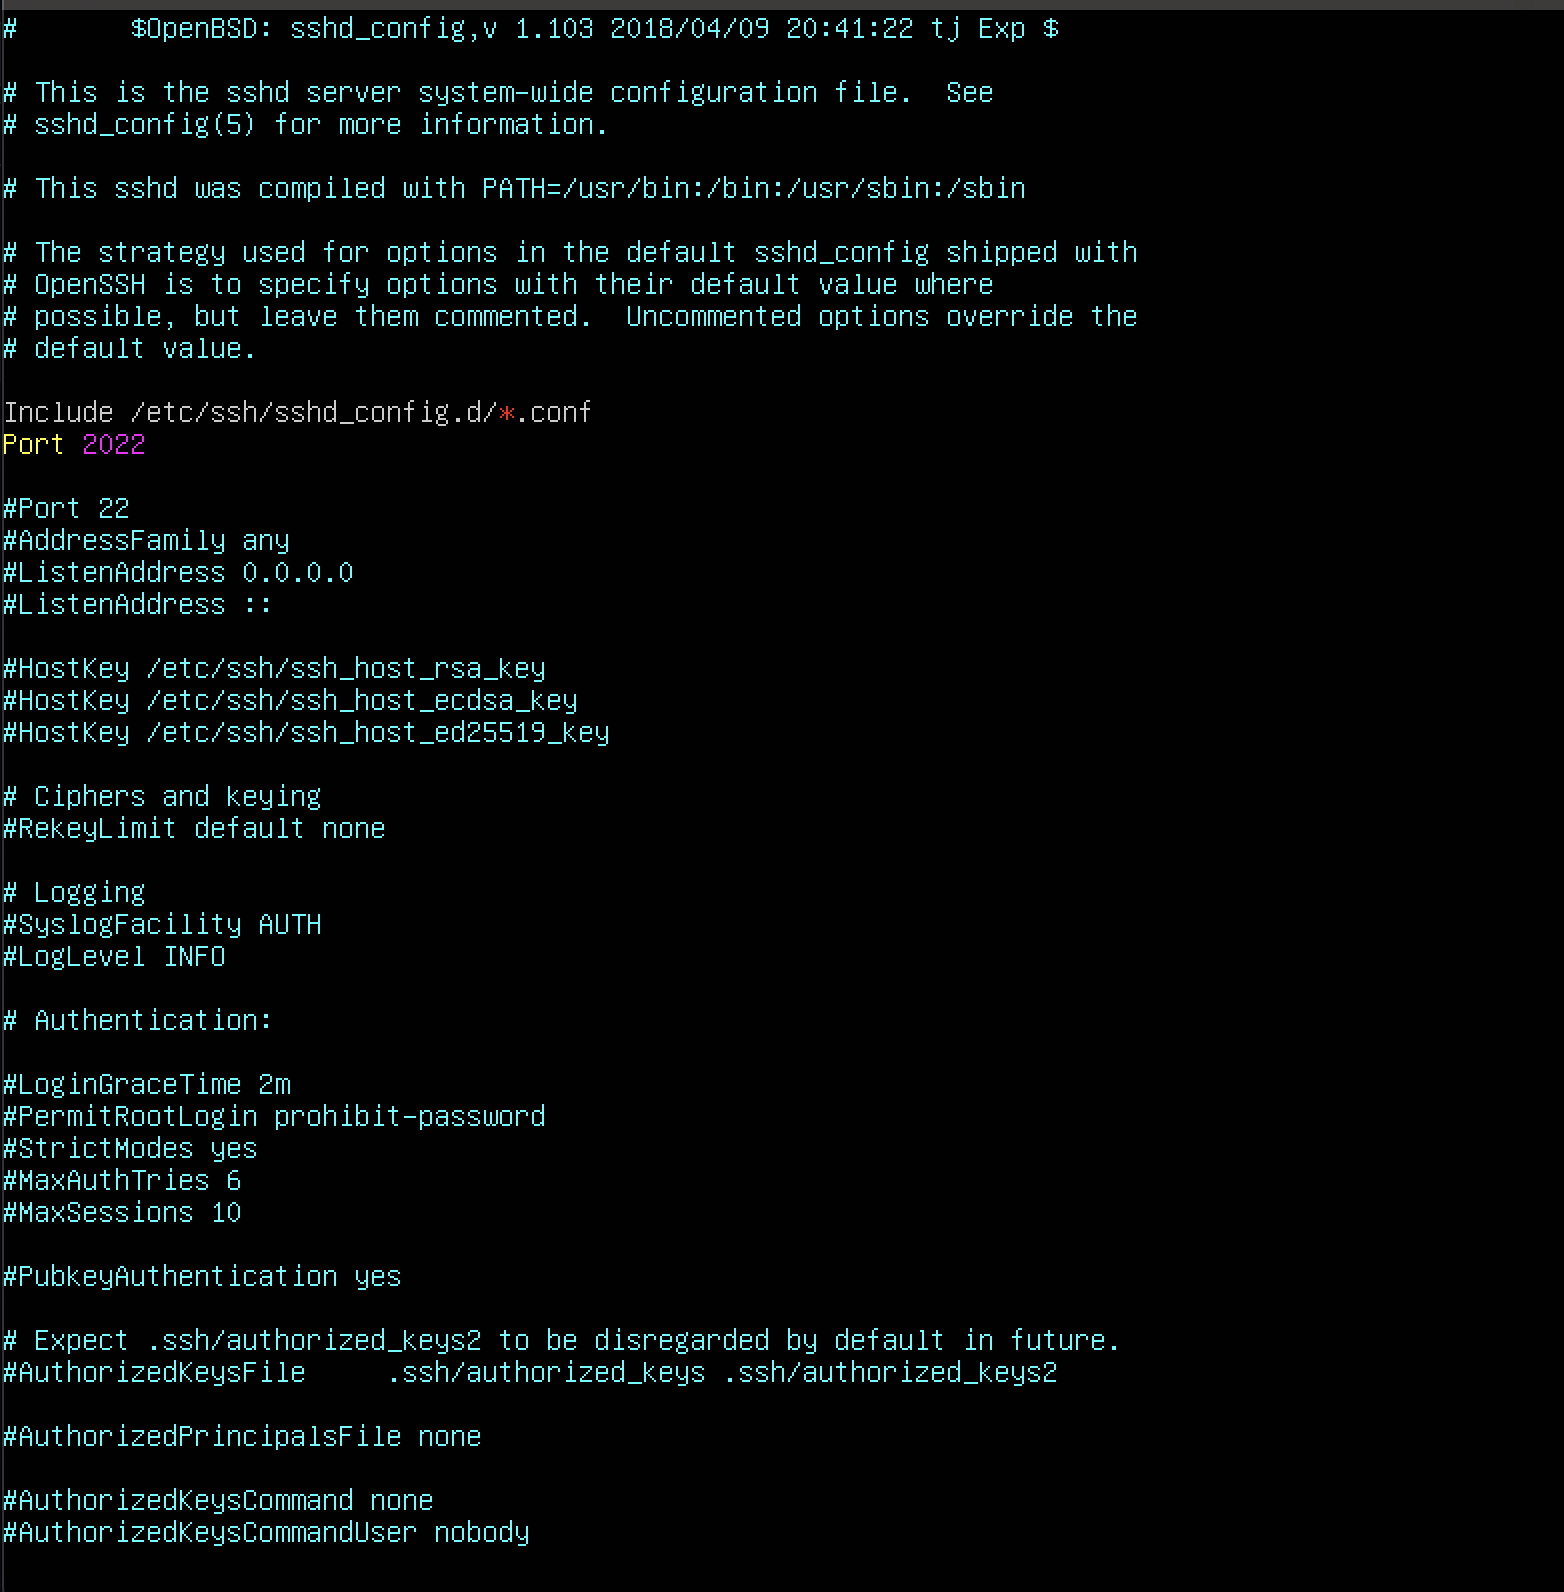 #       $OpenBSD: sshd_config,v 1.103 2018/04/09 20:41:22 tj Exp $
# This is the sshd server system-wide configuration file.  See
# sshd_config(5) for more information.
# This sshd was compiled with PATH=/usr/bin:/bin:/usr/sbin:/sbin
# The strategy used for options in the default sshd_config shipped with
# OpenSSH is to specify options with their default value where
# possible, but leave them commented.  Uncommented options override the
# default value.
Include /etc/ssh/sshd_config.d/*.conf
Port 2022
#Port 22
#AddressFamily any
#ListenAddress 0.0.0.0
#ListenAddress ::
#HostKey /etc/ssh/ssh_host_rsa_key
#HostKey /etc/ssh/ssh_host_ecdsa_key
#HostKey /etc/ssh/ssh_host_ed25519_key
# Ciphers and keying
#RekeyLimit default none
# Logging
#SyslogFacility AUTH
#LogLevel INFO
# Authentication:
#LoginGraceTime 2m
#PermitRootLogin prohibit-password
#StrictModes yes
#MaxAuthTries 6
#MaxSessions 10
#PubkeyAuthentication yes
# Expect .ssh/authorized_keys2 to be disregarded by default in future.
#AuthorizedKeysFile     .ssh/authorized_keys .ssh/authorized_keys2
#AuthorizedPrincipalsFile none
#AuthorizedKeysCommand none
#AuthorizedKeysCommandUser nobody